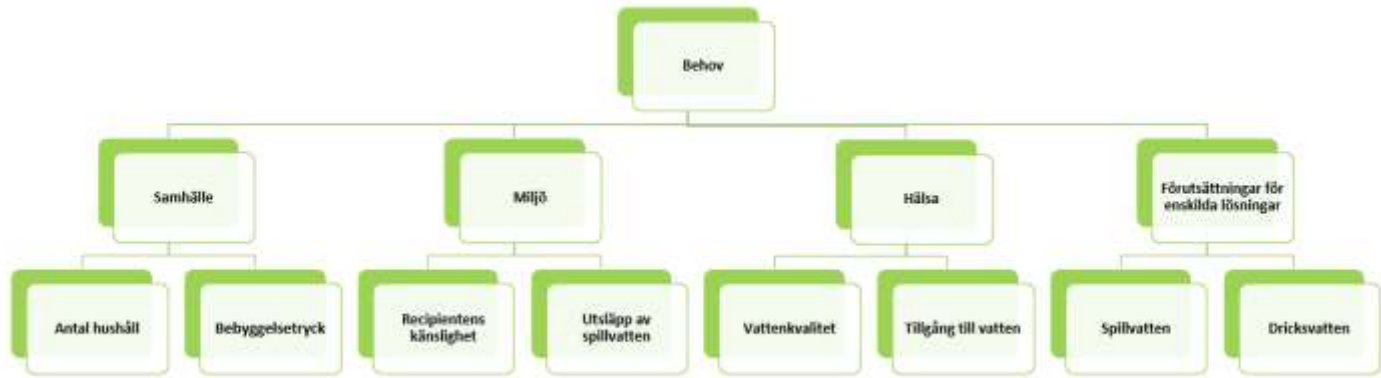 Behov
Samhälle
Miljö
Hälsa
Förutsättningar för
enskilda lösningar
Antal hushåll
Bebyggelsetryck
Recipientens
känslighet
Utsläpp av
spillvatten
Vattenkvalitet
Tillgång till vatten
Spillvatten
Dricksvatten